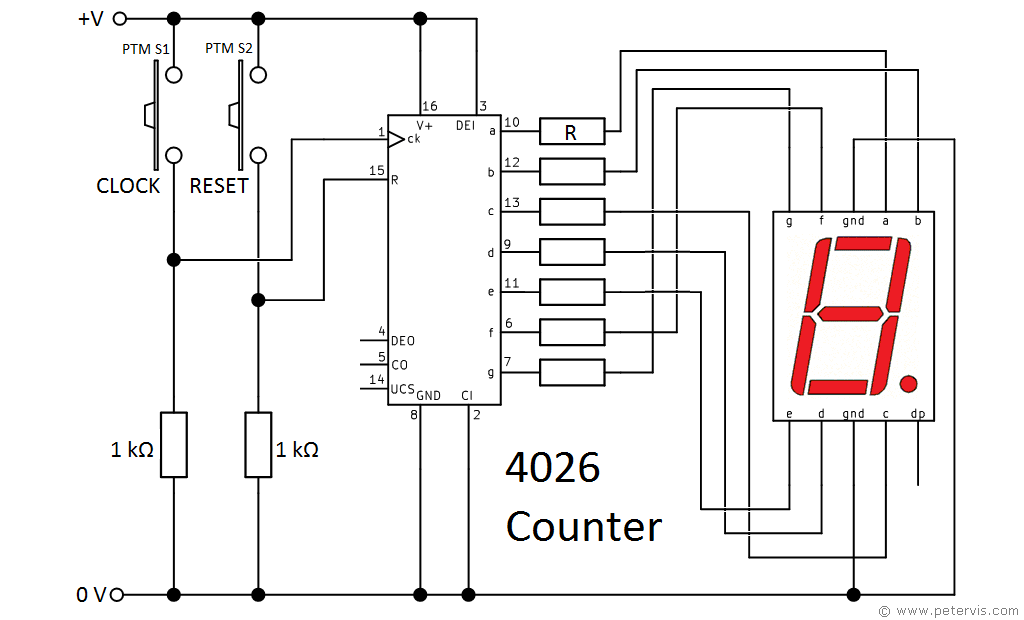 +V
PTM S1
PTM S2
CLOCK
RESET
1 kΩ
1 kΩ
0 V
16
3
V+
DEI
1
ck
15
R
4
DEO
5
CO
14
UCS
GND
CI
8
2
a
10
R
b
12
c
13
d
9
e
11
f
6
g
7
g f gnd a b
e d gnd c dp
4026
Counter
© www.petervis.com